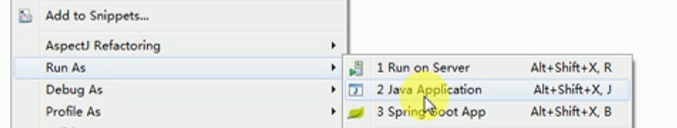 Add to Snippets...
AspectJ Refactoring
Run As
Debug As
Profile As
1 Run on Server Alt+Shift+X, R
2 Java Application Alt+Shift+X, J
3 Spring Boot App Alt+Shift+X, B